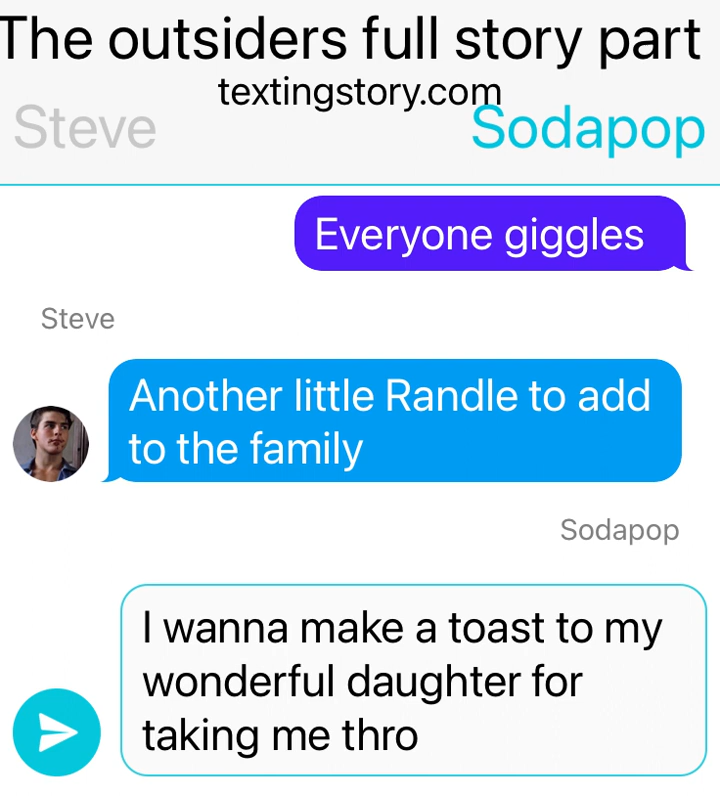 The outsiders full story part
textingstory.com
Steve
Sodapop
Everyone giggles
Steve
Another little Randle to add
to the family
Sodapop
I wanna make a toast to my
wonderful daughter for
taking me thro